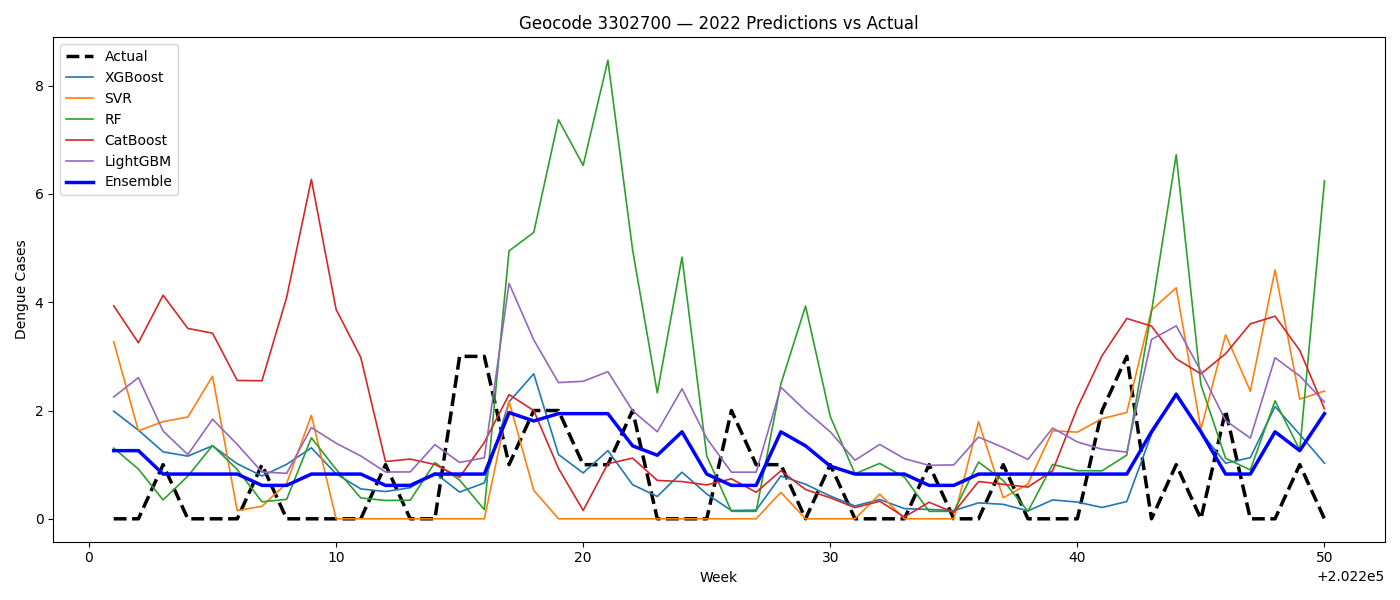 Geocode 3302700 — 2022 Predictions vs Actual
Actual
XGBoost
SVR
RF
CatBoost
LightGBM
Ensemble
Dengue Cases
8
6
4
2
0
0 10 20 30 40 50
Week
+2.022e5